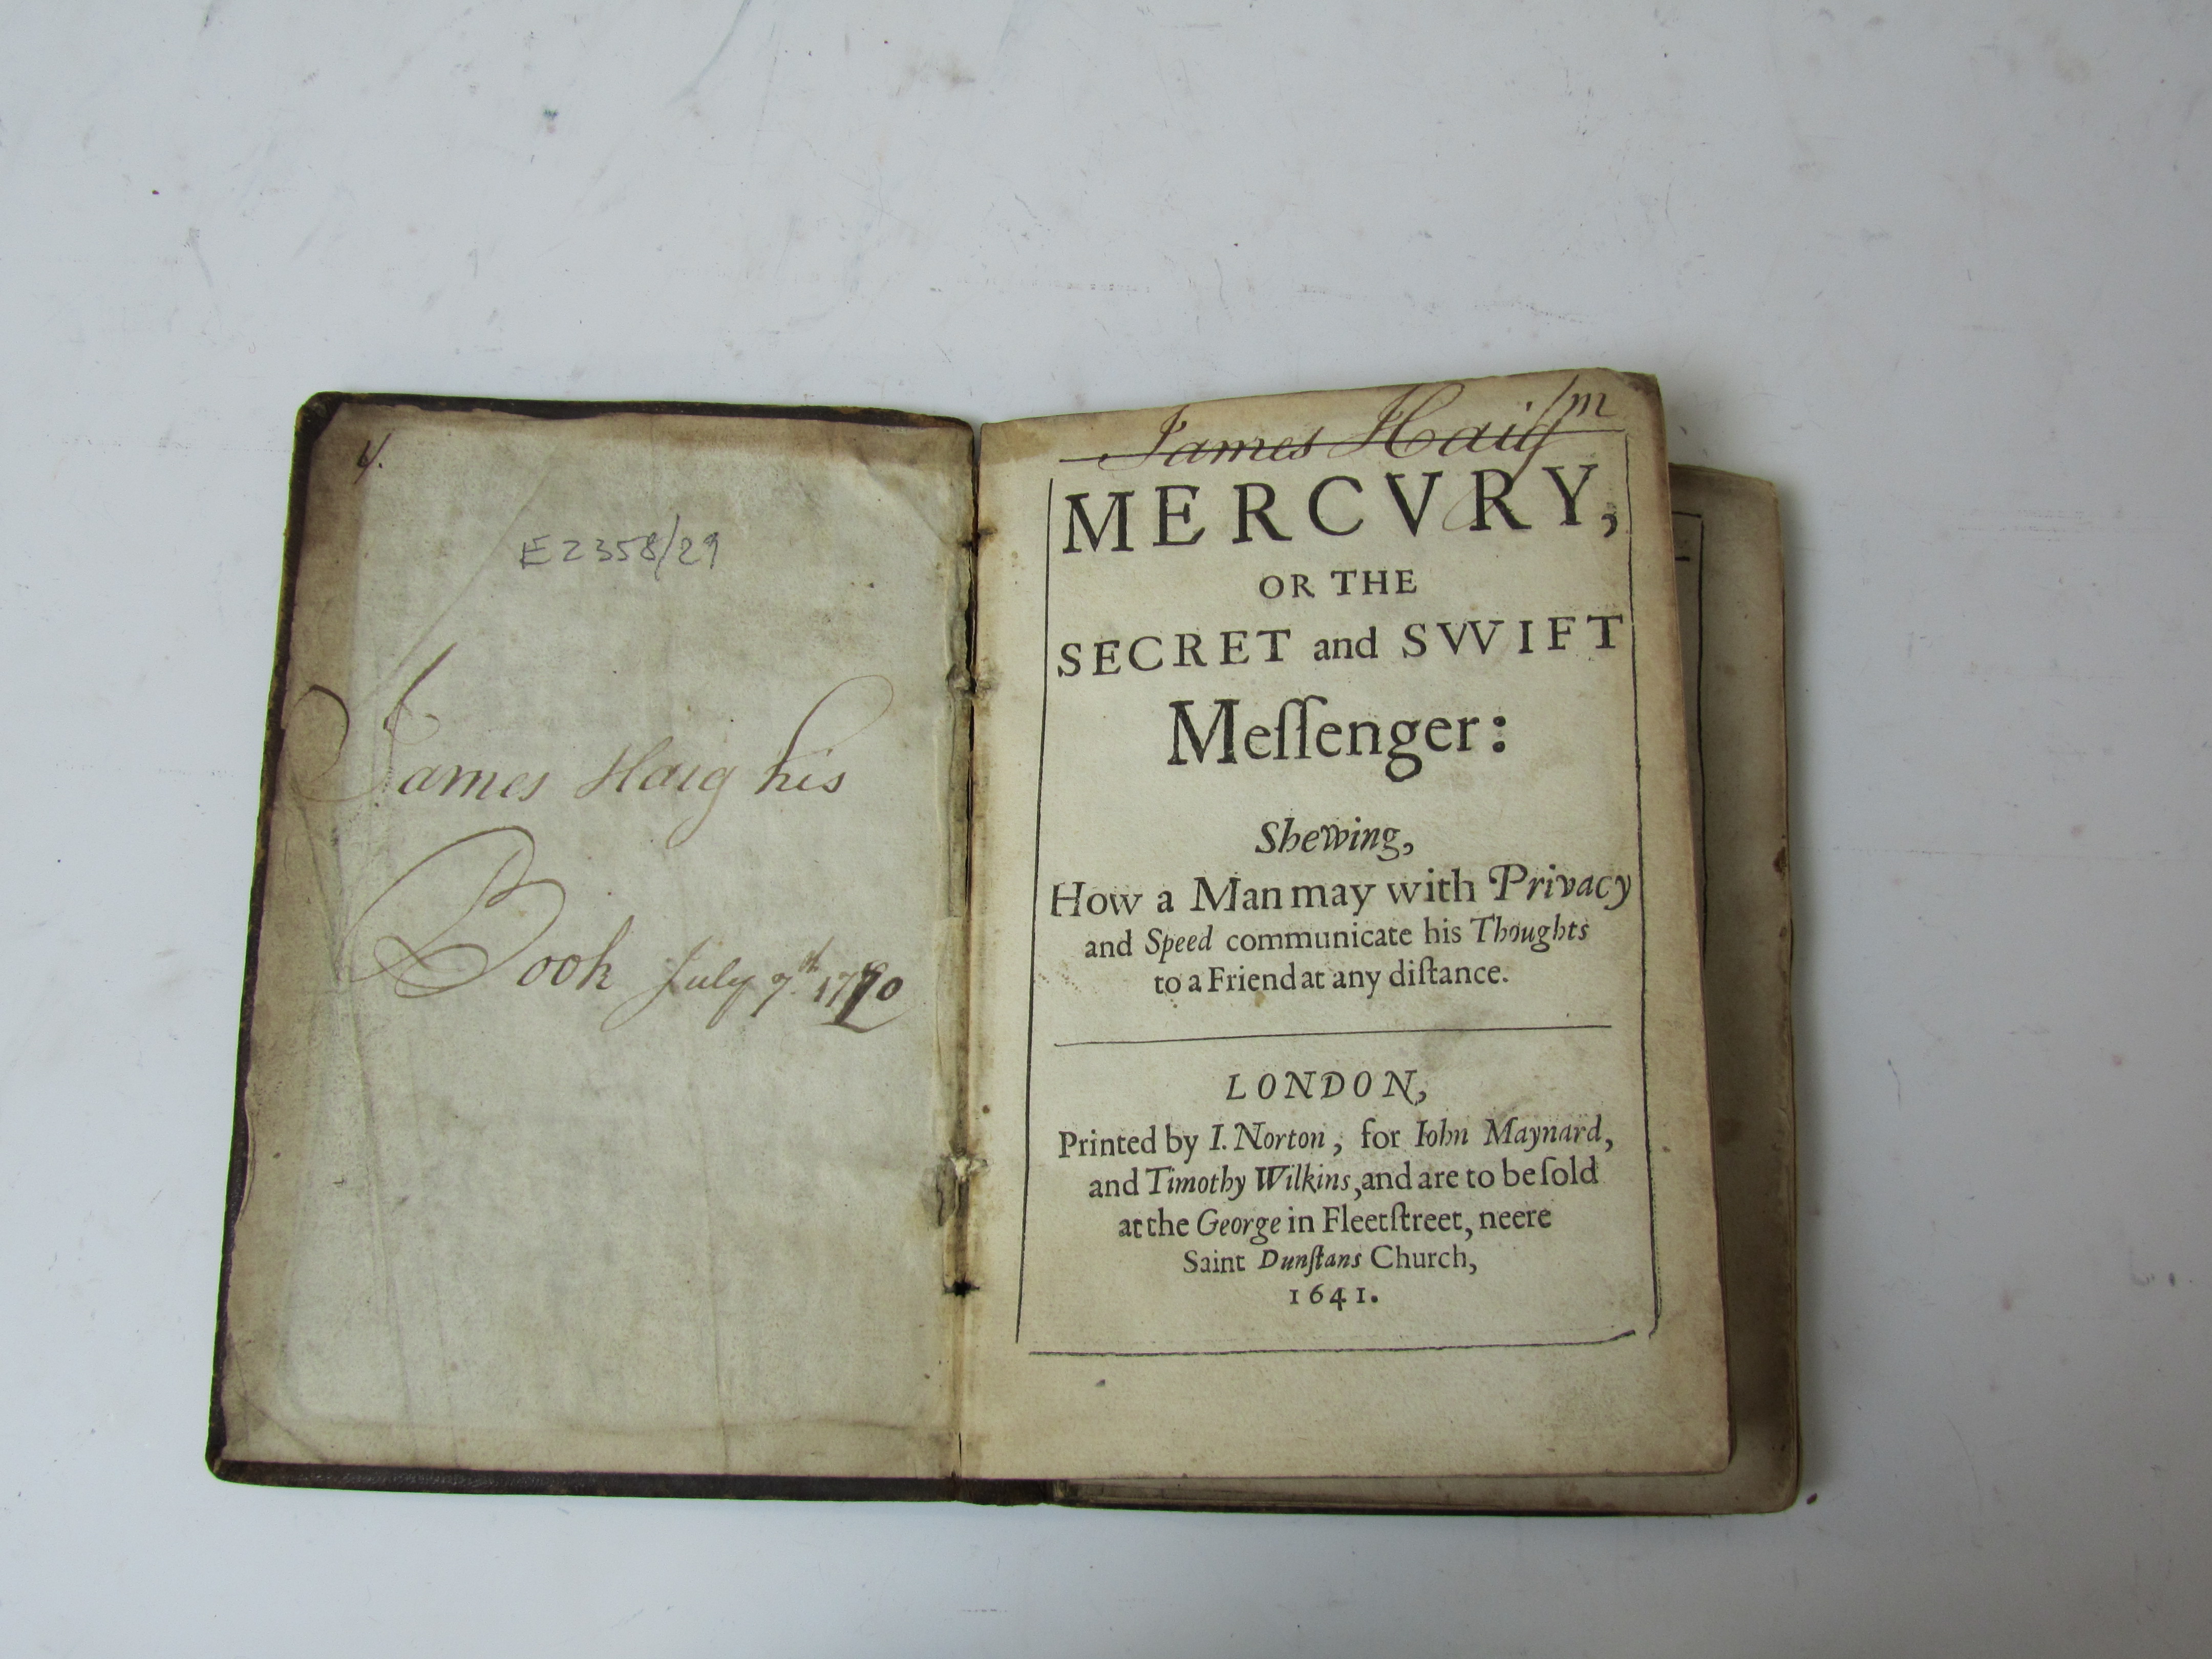 4.
E2358/29
James Haig his
Book July 7th. 1790
James Haig
MERCVRY,
OR THE
SECRET and SVVIFT
Meſſenger:
Shewing,
How a Man may with Privacy
and Speed communicate his Thoughts
to a Friend at any diſtance.
LONDON,
Printed by I. Norton, for Iohn Maynard,
and Timothy Wilkins, and are to be ſold
at the George in Fleetſtreet, neere
Saint Dunſtans Church,
1641.